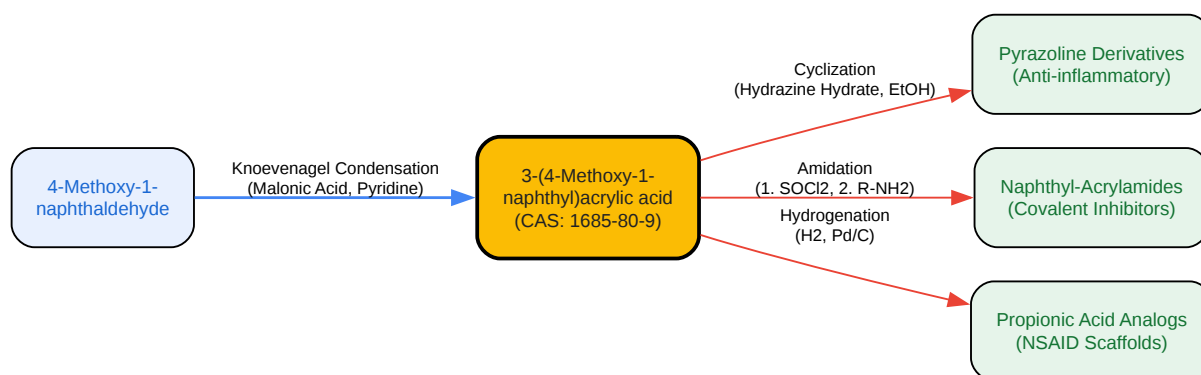 4-Methoxy-1-
naphthaldehyde
Knoevenagel Condensation
(Malonic Acid, Pyridine)
3-(4-Methoxy-1-
naphthyl)acrylic acid
(CAS: 1685-80-9)
Cyclization
(Hydrazine Hydrate, EtOH)
Pyrazoline Derivatives
(Anti-inflammatory)
Amidation
(1. SOCl2, 2. R-NH2)
Naphthyl-Acrylamides
(Covalent Inhibitors)
Hydrogenation
(H2, Pd/C)
Propionic Acid Analogs
(NSAID Scaffolds)